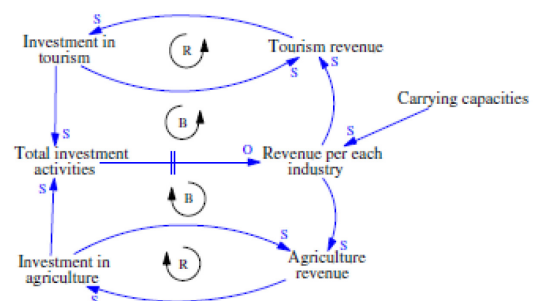 S
Investment in
tourism
R
Tourism revenue
S
S
Carrying capacities
B
S
S
Total investment
activities
O
Revenue per each
industry
S
B
S
S
Investment in
agriculture
R
Agriculture
revenue
S